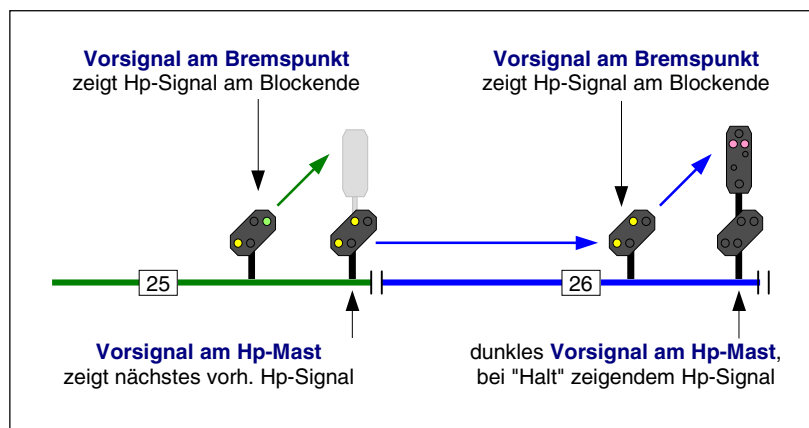 Vorsignal am Bremspunkt
zeigt Hp-Signal am Blockende
Vorsignal am Bremspunkt
zeigt Hp-Signal am Blockende
25
26
Vorsignal am Hp-Mast
zeigt nächstes vorh. Hp-Signal
dunkles Vorsignal am Hp-Mast,
bei "Halt" zeigendem Hp-Signal